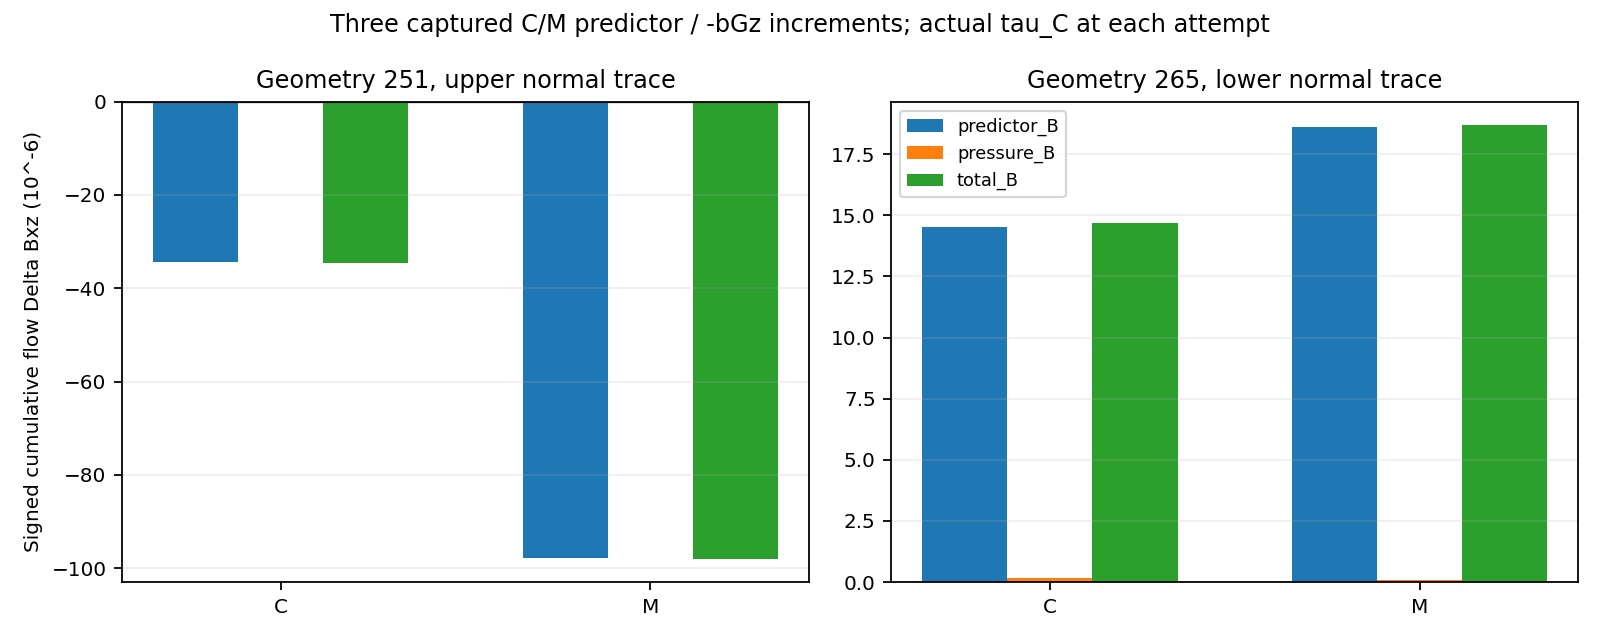 Three captured C/M predictor / -bGz increments; actual tau_C at each attempt
Geometry 251, upper normal trace
Signed cumulative flow Delta Bxz (10^-6)
0
−20
−40
−60
−80
−100
C
M
Geometry 265, lower normal trace
predictor_B
pressure_B
total_B
17.5
15.0
12.5
10.0
7.5
5.0
2.5
0.0
C
M